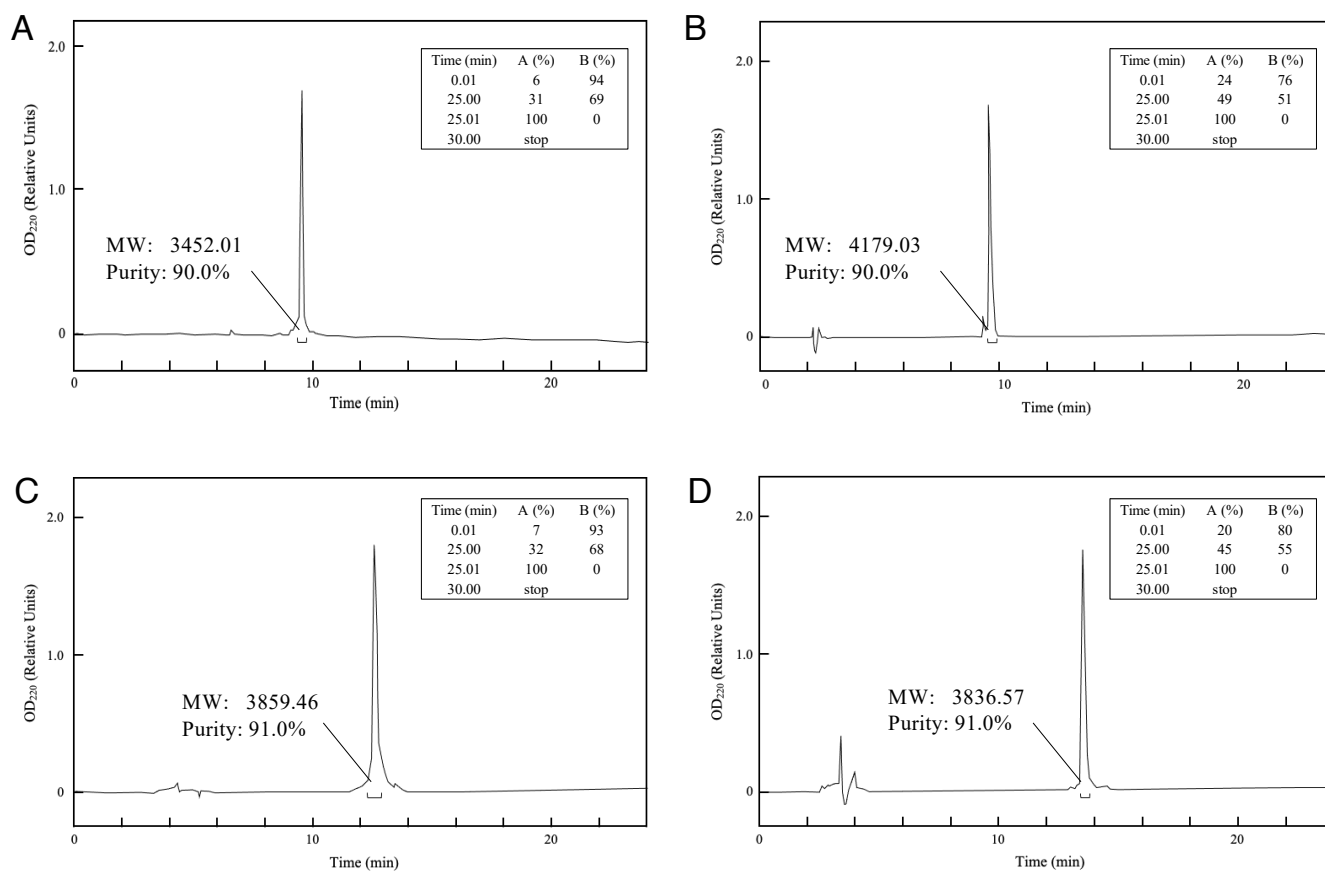 A
2.0
1.0
0
OD₂₂₀ (Relative Units)
Time (min) A (%) B (%)
0.01 6 94
25.00 31 69
25.01 100 0
30.00 stop
MW: 3452.01
Purity: 90.0%
0 10 20
Time (min)
B
2.0
1.0
0
OD₂₂₀ (Relative Units)
Time (min) A (%) B (%)
0.01 24 76
25.00 49 51
25.01 100 0
30.00 stop
MW: 4179.03
Purity: 90.0%
0 10 20
Time (min)
C
2.0
1.0
0
OD₂₂₀ (Relative Units)
Time (min) A (%) B (%)
0.01 7 93
25.00 32 68
25.01 100 0
30.00 stop
MW: 3859.46
Purity: 91.0%
0 10 20
Time (min)
D
2.0
1.0
0
OD₂₂₀ (Relative Units)
Time (min) A (%) B (%)
0.01 20 80
25.00 45 55
25.01 100 0
30.00 stop
MW: 3836.57
Purity: 91.0%
0 10 20
Time (min)